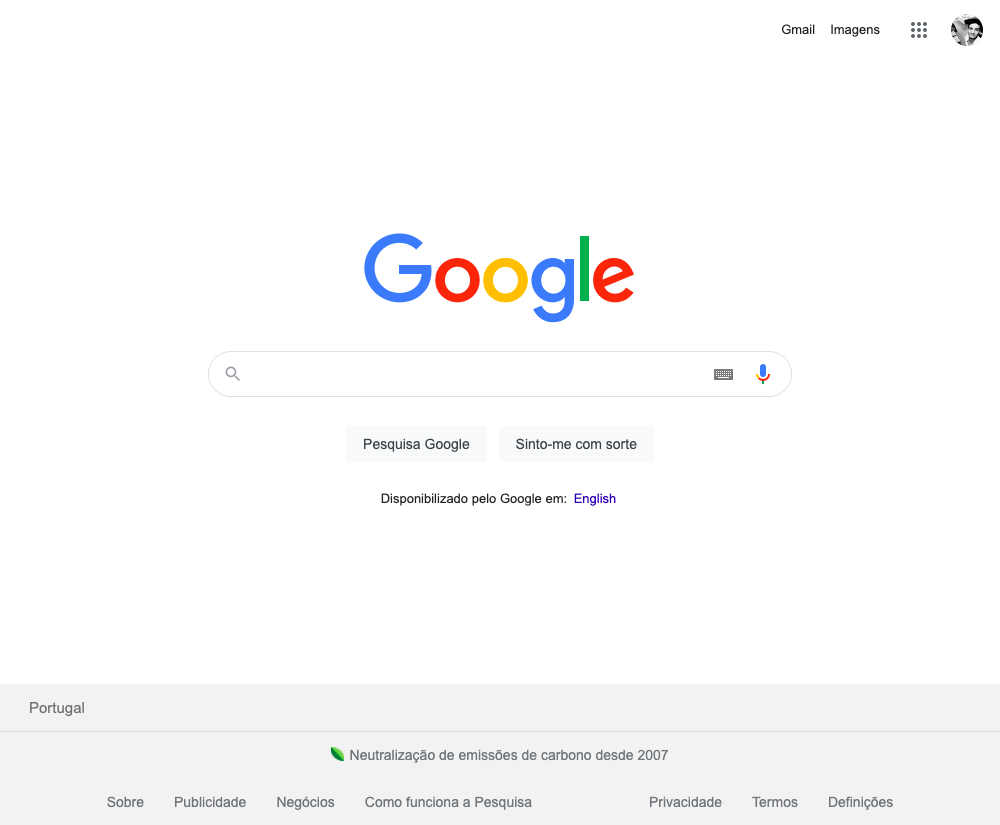 Gmail Imagens
Google
Pesquisa Google Sinto-me com sorte
Disponibilizado pelo Google em: English
Portugal
Neutralização de emissões de carbono desde 2007
Sobre Publicidade Negócios Como funciona a Pesquisa Privacidade Termos Definições